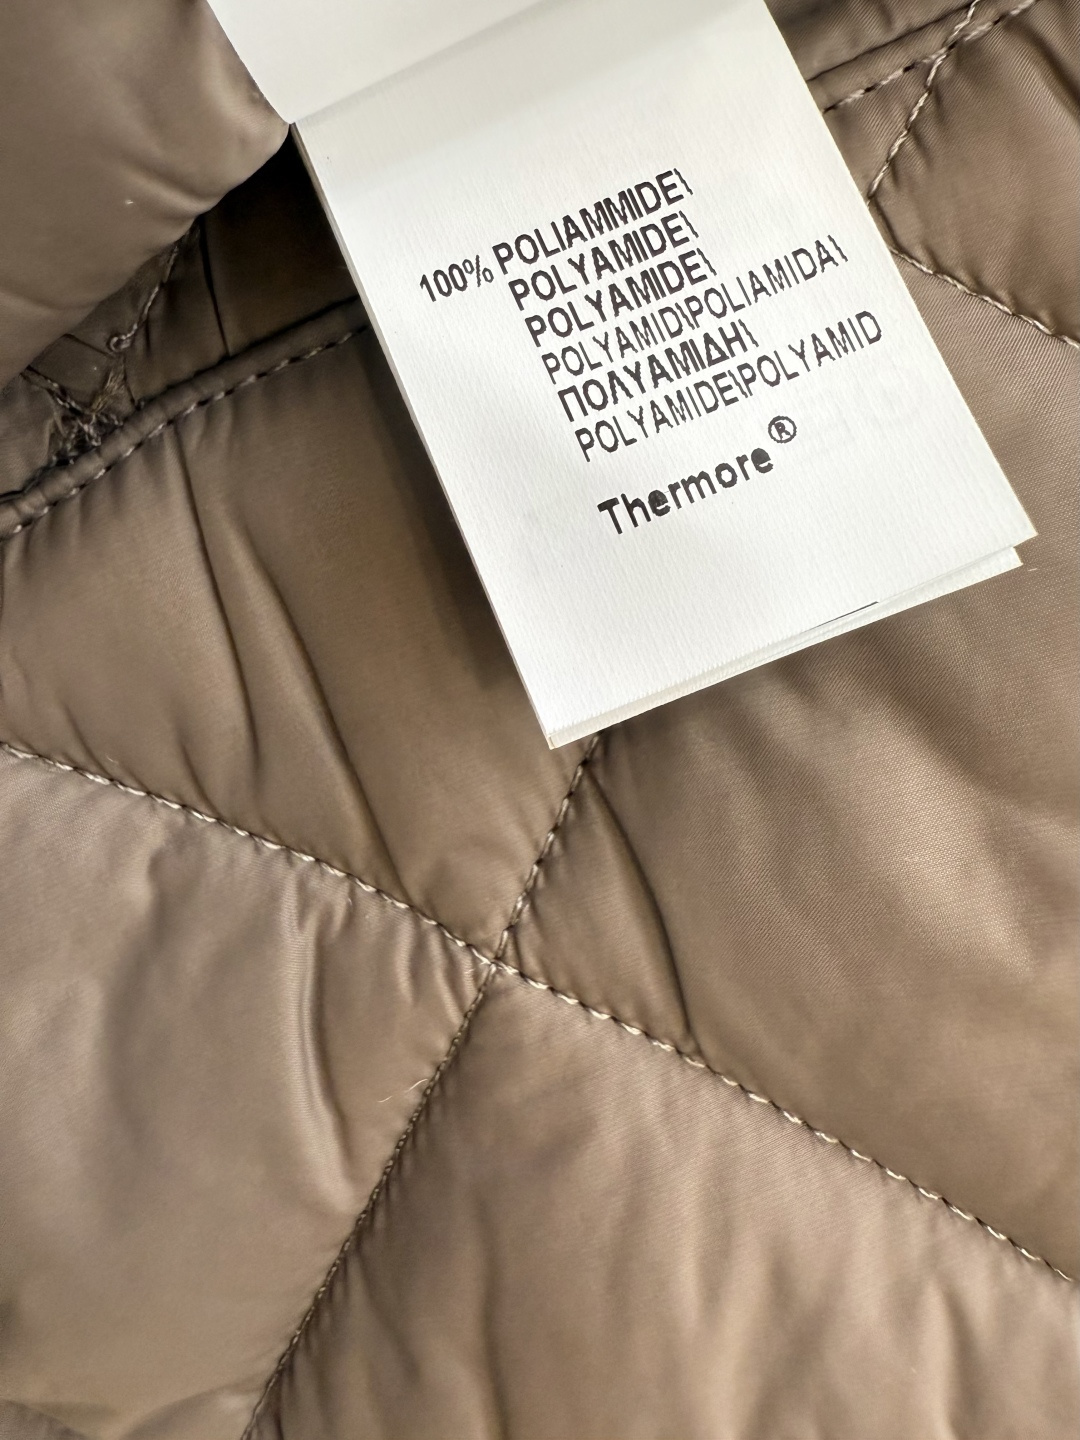 100% POLIAMMIDE\
POLYAMIDE\
POLYAMIDE\
POLYAMID\POLIAMIDA\
ΠΟΛΥΑΜΙΔΗ\
POLYAMIDE\POLYAMID
Thermore®